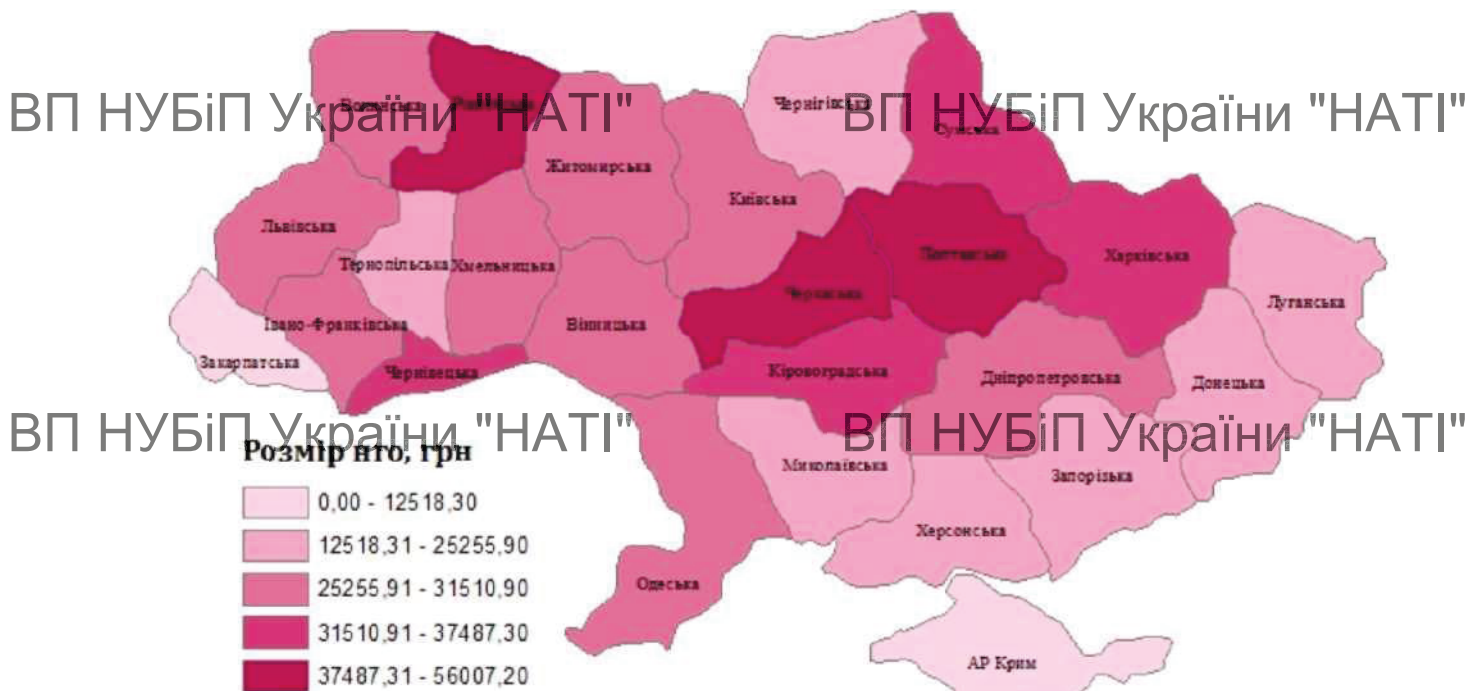 ВП НУБіП України "НАТІ"
ВП НУБіП України "НАТІ"
Волинська
Рівненська
Чернігівська
Сумська
Житомирська
Київська
Львівська
Тернопільська
Хмельницька
Полтавська
Харківська
Черкаська
Луганська
Івано-Франківська
Вінницька
Закарпатська
Чернівецька
Кіровоградська
Дніпропетровська
Донецька
ВП НУБіП України "НАТІ"
ВП НУБіП України "НАТІ"
Розмір нго, грн
Миколаївська
Запорізька
0,00 - 12518,30
12518,31 - 25255,90
Херсонська
25255,91 - 31510,90
Одеська
31510,91 - 37487,30
АР Крим
37487,31 - 56007,20